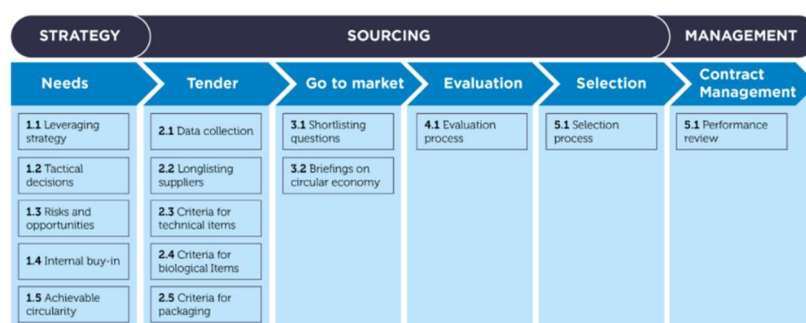 STRATEGY
SOURCING
MANAGEMENT
Needs
Tender
Go to market
Evaluation
Selection
Contract
Management
1.1 Leveraging
strategy
1.2 Tactical
decisions
1.3 Risks and
opportunities
1.4 Internal buy-in
1.5 Achievable
circularity
2.1 Data collection
2.2 Longlisting
suppliers
2.3 Criteria for
technical items
2.4 Criteria for
biological Items
2.5 Criteria for
packaging
3.1 Shortlisting
questions
3.2 Briefings on
circular economy
4.1 Evaluation
process
5.1 Selection
process
5.1 Performance
review